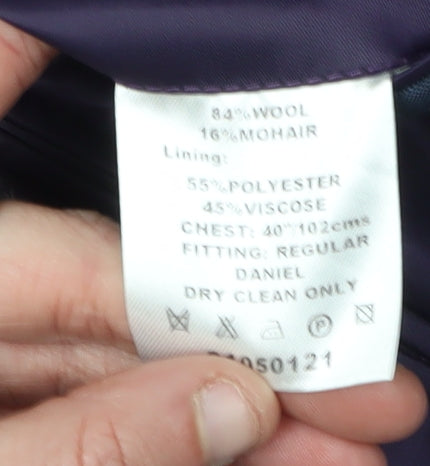 84%WOOL
16%MOHAIR
Lining:
55%POLYESTER
45%VISCOSE
CHEST: 40"102cms
FITTING: REGULAR
DANIEL
DRY CLEAN ONLY
P